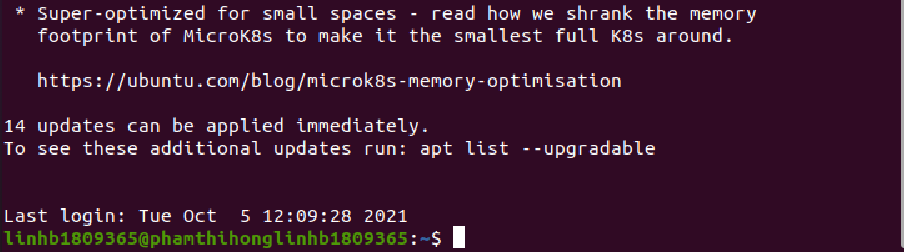 * Super-optimized for small spaces - read how we shrank the memory
footprint of MicroK8s to make it the smallest full K8s around.
https://ubuntu.com/blog/microk8s-memory-optimisation
14 updates can be applied immediately.
To see these additional updates run: apt list --upgradable
Last login: Tue Oct  5 12:09:28 2021
linhb1809365@phamthihonglinhb1809365:~$